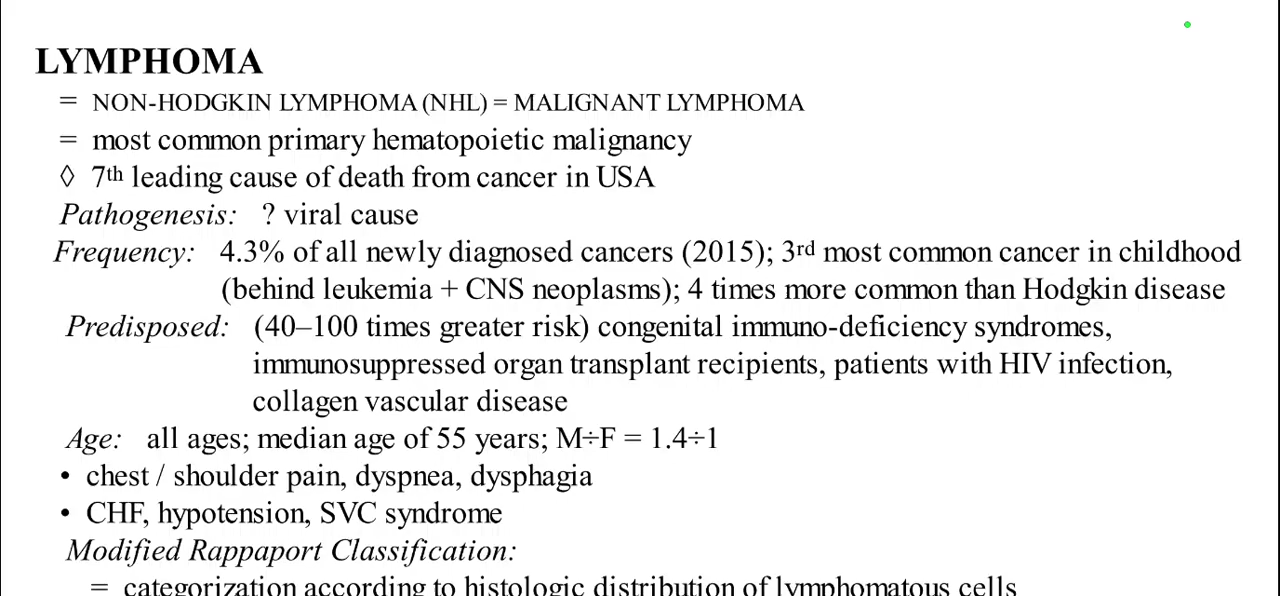 LYMPHOMA
= NON-HODGKIN LYMPHOMA (NHL) = MALIGNANT LYMPHOMA
= most common primary hematopoietic malignancy
◊ 7th leading cause of death from cancer in USA
Pathogenesis: ? viral cause
Frequency: 4.3% of all newly diagnosed cancers (2015); 3rd most common cancer in childhood
(behind leukemia + CNS neoplasms); 4 times more common than Hodgkin disease
Predisposed: (40–100 times greater risk) congenital immuno-deficiency syndromes,
immunosuppressed organ transplant recipients, patients with HIV infection,
collagen vascular disease
Age: all ages; median age of 55 years; M÷F = 1.4÷1
• chest / shoulder pain, dyspnea, dysphagia
• CHF, hypotension, SVC syndrome
Modified Rappaport Classification:
= categorization according to histologic distribution of lymphomatous cells